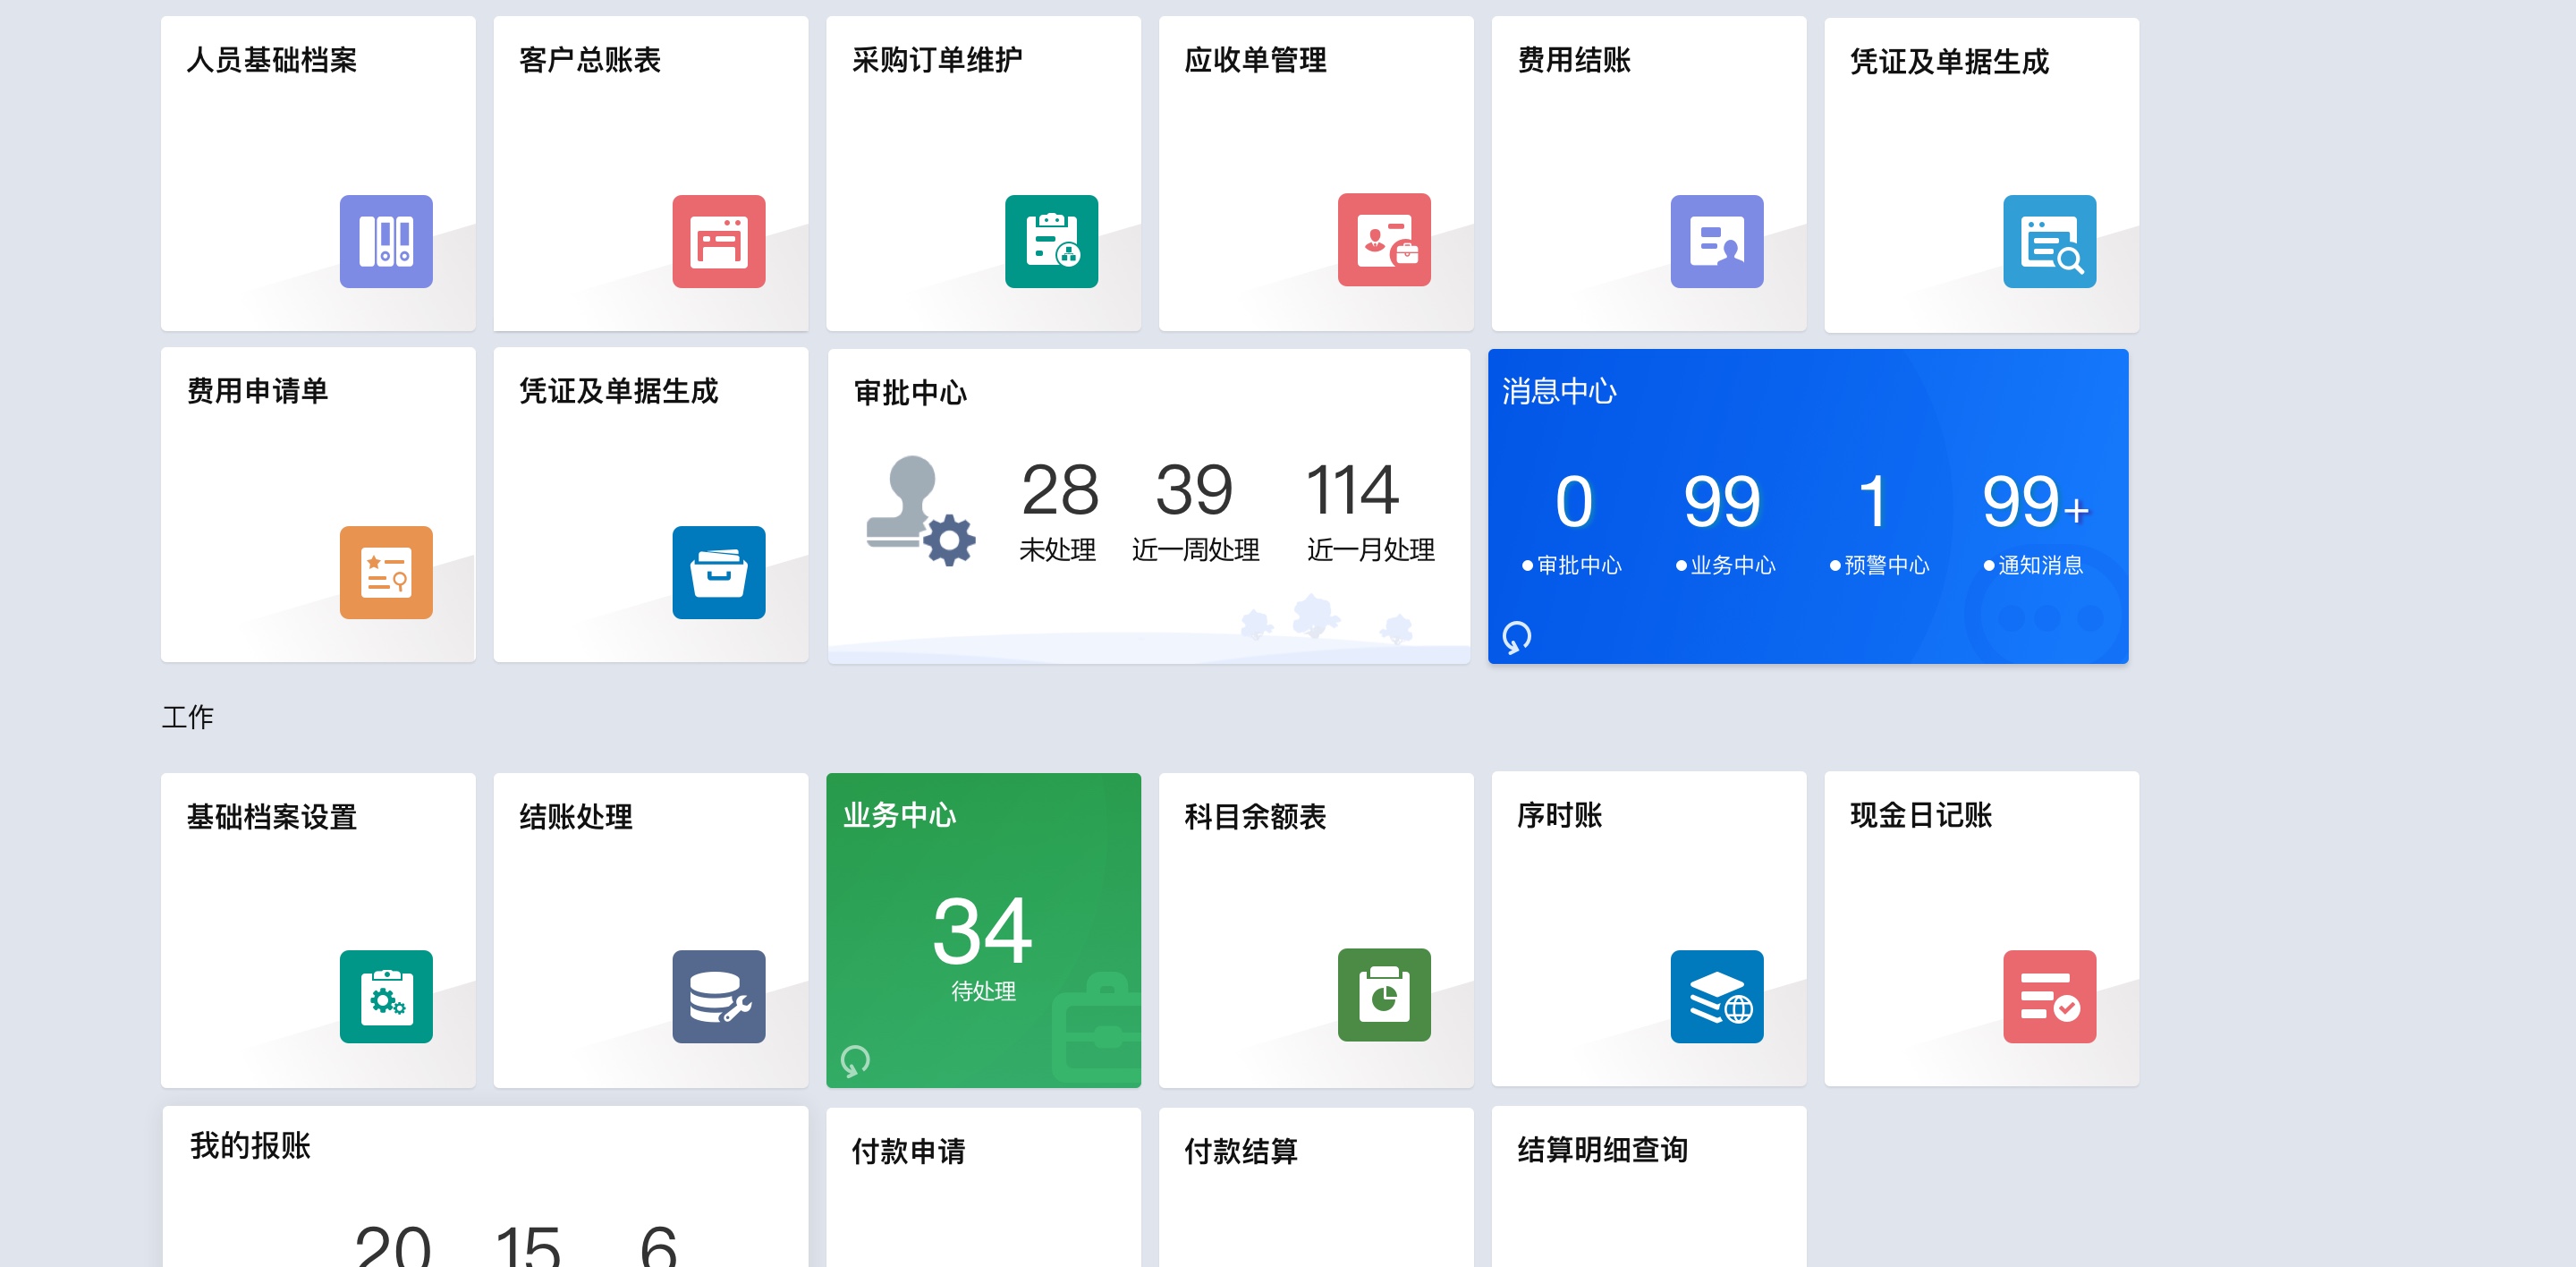 人员基础档案
客户总账表
采购订单维护
应收单管理
费用结账
凭证及单据生成
费用申请单
凭证及单据生成
审批中心
28 39 114
未处理 近一周处理 近一月处理
消息中心
0 99 1 99+
审批中心 业务中心 预警中心 通知消息
工作
基础档案设置
结账处理
业务中心
34
待处理
科目余额表
序时账
现金日记账
我的报账
20 15 6
付款申请
付款结算
结算明细查询